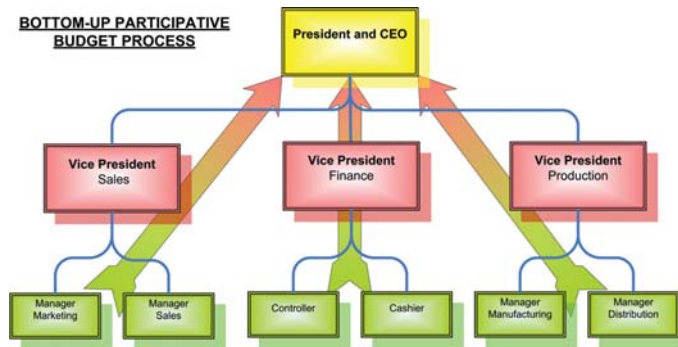 BOTTOM-UP PARTICIPATIVE
BUDGET PROCESS
President and CEO
Vice President
Sales
Vice President
Finance
Vice President
Production
Manager
Marketing
Manager
Sales
Controller
Cashier
Manager
Manufacturing
Manager
Distribution